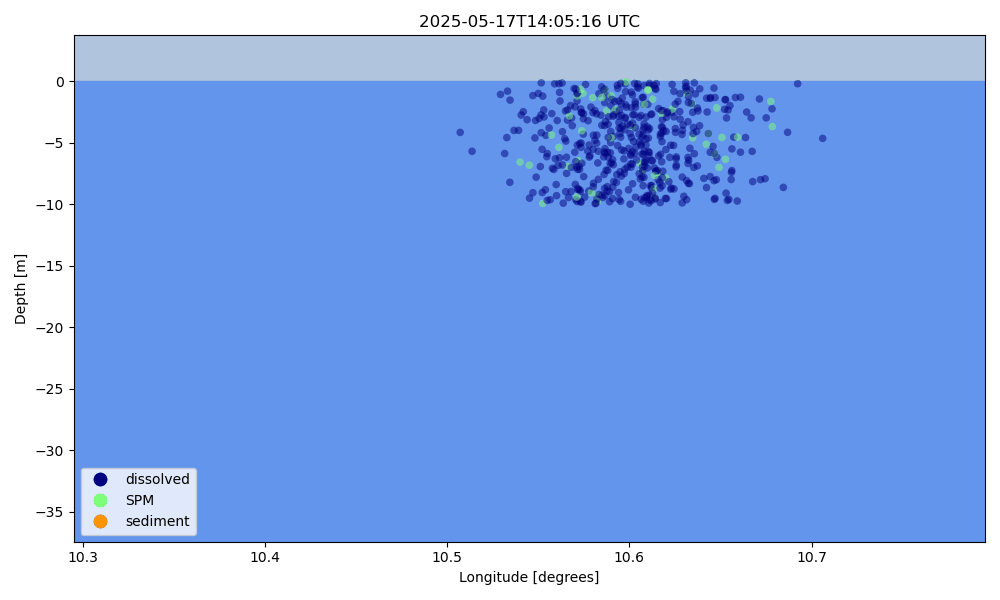 2025-05-17T14:05:16 UTC
0
−5
−10
−15
−20
−25
−30
−35
Depth [m]
dissolved
SPM
sediment
10.3 10.4 10.5 10.6 10.7
Longitude [degrees]